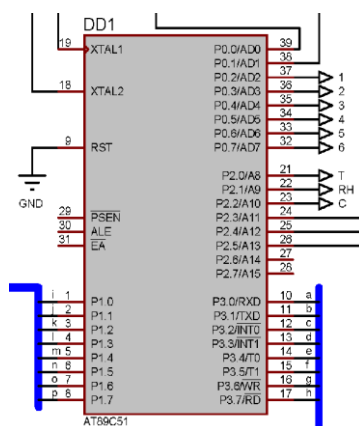 DD1
19 XTAL1 P0.0/AD0 39
P0.1/AD1 38
P0.2/AD2 37 1
18 XTAL2 P0.3/AD3 36 2
P0.4/AD4 35 3
P0.5/AD5 34 4
P0.6/AD6 33 5
9 RST P0.7/AD7 32 6
P2.0/A8 21 T
GND P2.1/A9 22 RH
P2.2/A10 23 C
29 PSEN P2.3/A11 24
30 ALE P2.4/A12 25
31 EA P2.5/A13 26
P2.6/A14 27
P2.7/A15 28
i 1 P1.0 P3.0/RXD 10 a
j 2 P1.1 P3.1/TXD 11 b
k 3 P1.2 P3.2/INT0 12 c
l 4 P1.3 P3.3/INT1 13 d
m 5 P1.4 P3.4/T0 14 e
n 6 P1.5 P3.5/T1 15 f
o 7 P1.6 P3.6/WR 16 g
p 8 P1.7 P3.7/RD 17 h
AT89C51